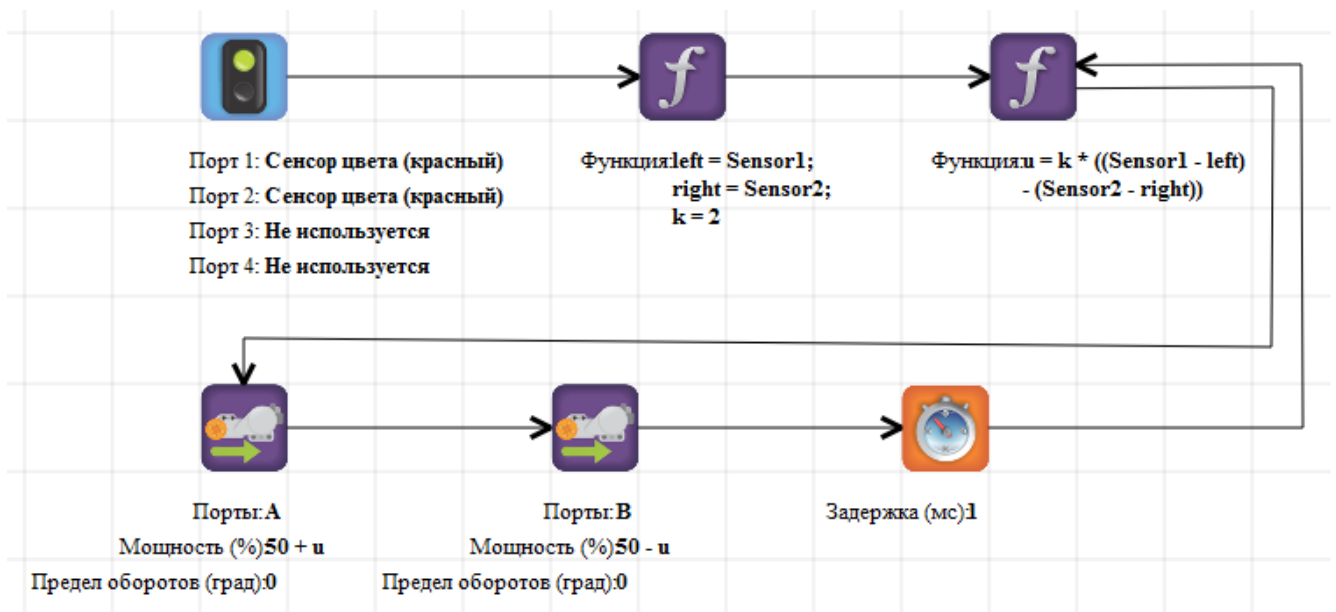 Порт 1: Сенсор цвета (красный)
Порт 2: Сенсор цвета (красный)
Порт 3: Не используется
Порт 4: Не используется
Функция:left = Sensor1;
right = Sensor2;
k = 2
Функция:u = k * ((Sensor1 - left)
- (Sensor2 - right))
Порты:A
Мощность (%)50 + u
Предел оборотов (град):0
Порты:B
Мощность (%)50 - u
Предел оборотов (град):0
Задержка (мс):1